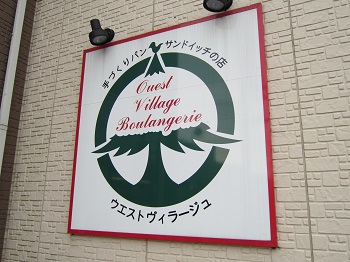 手づくりパン サンドイッチの店
Ouest
Village
Boulangerie
ウエストヴィラージュ